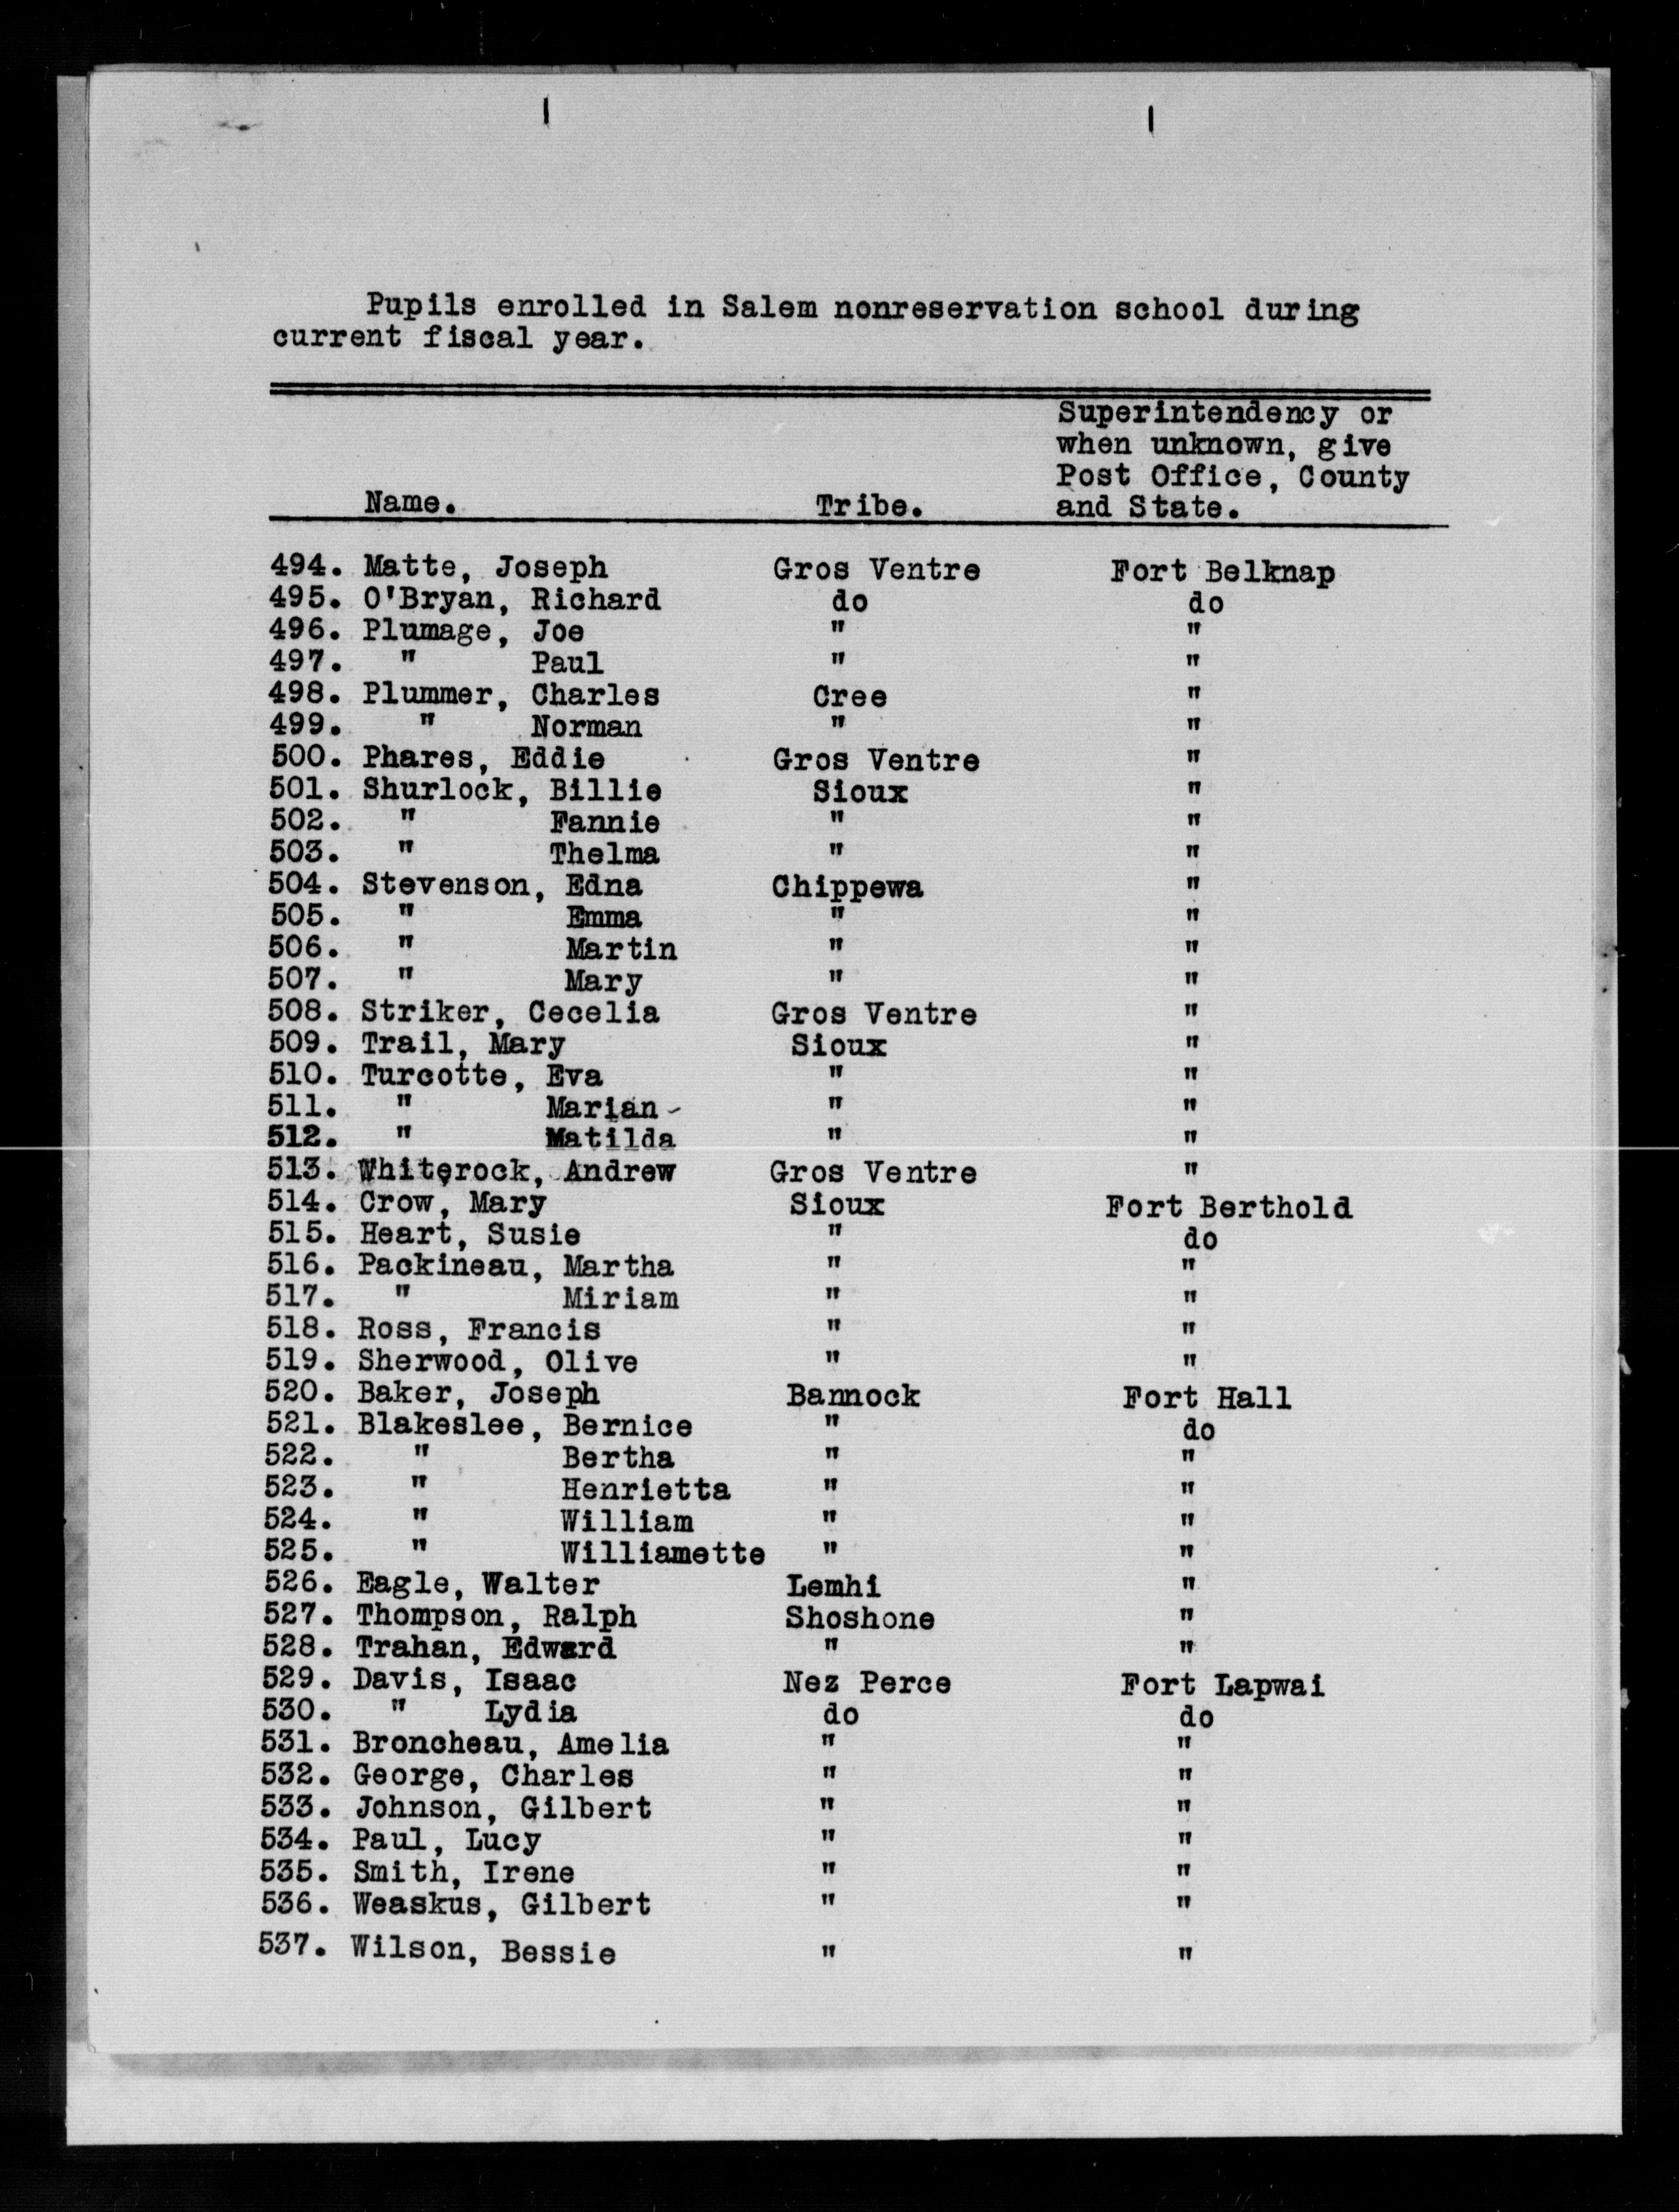 Pupils enrolled in Salem nonreservation school during
current fiscal year.
Superintendency or
when unknown, give
Post Office, County
Name. Tribe. and State.
494. Matte, Joseph Gros Ventre Fort Belknap
495. O'Bryan, Richard do do
496. Plumage, Joe " "
497. " Paul " "
498. Plummer, Charles Cree "
499. " Norman " "
500. Phares, Eddie Gros Ventre "
501. Shurlock, Billie Sioux "
502. " Fannie " "
503. " Thelma " "
504. Stevenson, Edna Chippewa "
505. " Emma " "
506. " Martin " "
507. " Mary " "
508. Striker, Cecelia Gros Ventre "
509. Trail, Mary Sioux "
510. Turcotte, Eva " "
511. " Marian " "
512. " Matilda " "
513. Whiterock, Andrew Gros Ventre "
514. Crow, Mary Sioux Fort Berthold
515. Heart, Susie " do
516. Packineau, Martha " "
517. " Miriam " "
518. Ross, Francis " "
519. Sherwood, Olive " "
520. Baker, Joseph Bannock Fort Hall
521. Blakeslee, Bernice " do
522. " Bertha " "
523. " Henrietta " "
524. " William " "
525. " Williamette " "
526. Eagle, Walter Lemhi "
527. Thompson, Ralph Shoshone "
528. Trahan, Edward " "
529. Davis, Isaac Nez Perce Fort Lapwai
530. " Lydia do do
531. Broncheau, Amelia " "
532. George, Charles " "
533. Johnson, Gilbert " "
534. Paul, Lucy " "
535. Smith, Irene " "
536. Weaskus, Gilbert " "
537. Wilson, Bessie " "